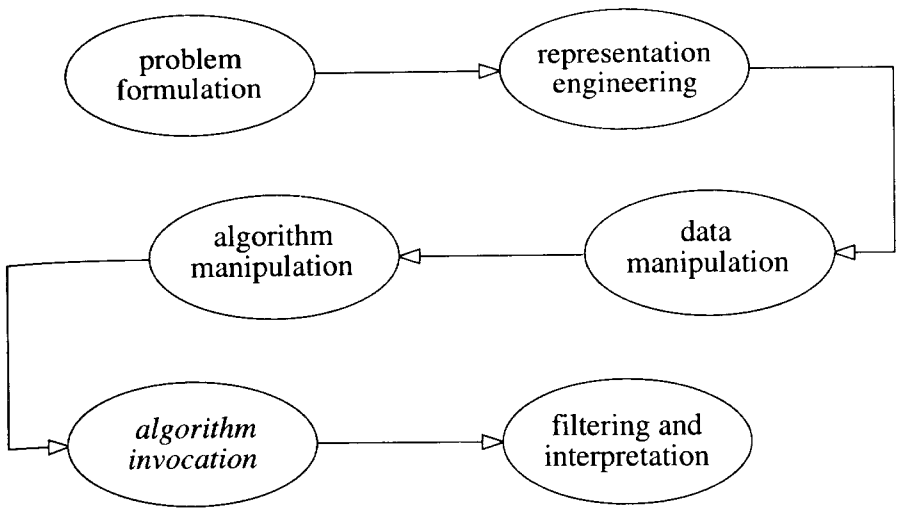 problem
formulation
representation
engineering
data
manipulation
algorithm
manipulation
algorithm
invocation
filtering and
interpretation